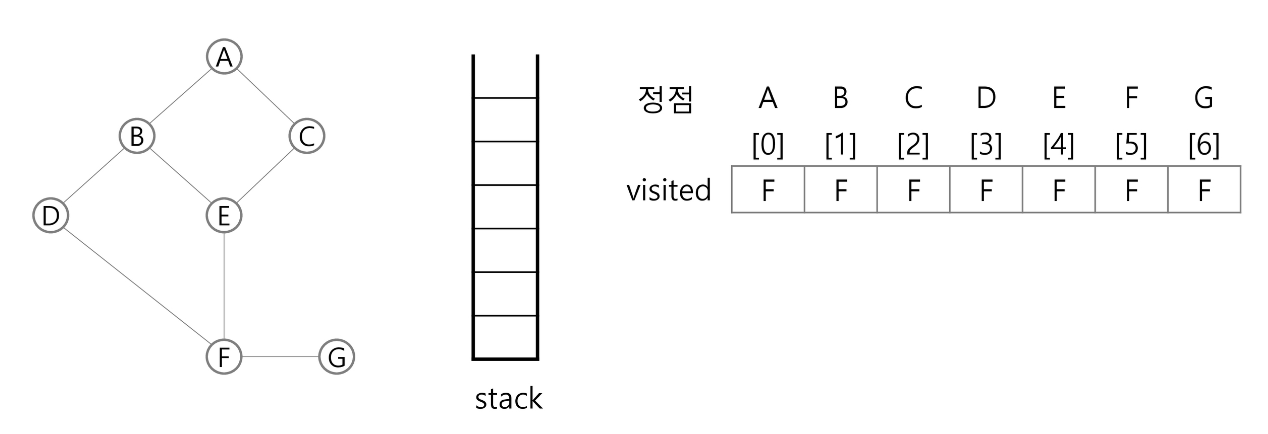 A
B C
D E
F G
stack
정점 A B C D E F G
[0] [1] [2] [3] [4] [5] [6]
visited F F F F F F F